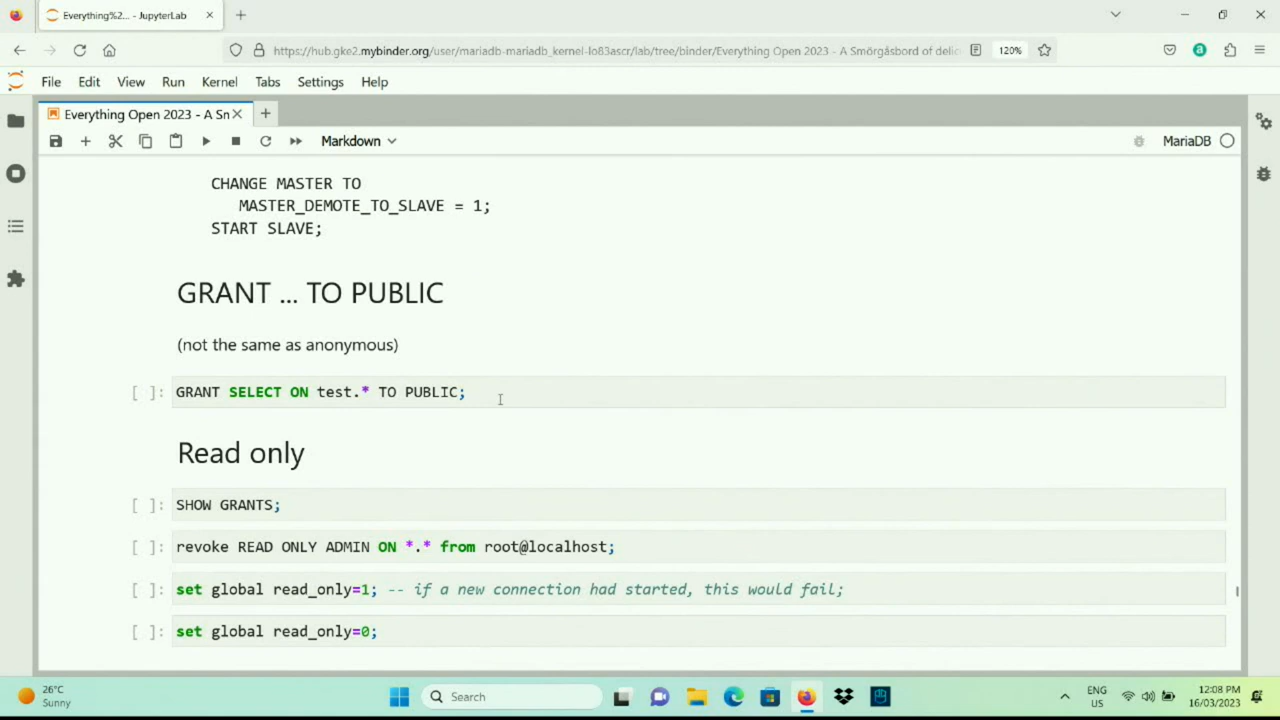 Everything%2... - JupyterLab
https://hub.gke2.mybinder.org/user/mariadb-mariadb_kernel-lo83ascr/lab/tree/binder/Everything Open 2023 - A Smörgåsbord of delic
120%
File Edit View Run Kernel Tabs Settings Help
Everything Open 2023 - A Sn
Markdown
MariaDB
CHANGE MASTER TO
MASTER_DEMOTE_TO_SLAVE = 1;
START SLAVE;
GRANT ... TO PUBLIC
(not the same as anonymous)
[ ]: GRANT SELECT ON test.* TO PUBLIC;
Read only
[ ]: SHOW GRANTS;
[ ]: revoke READ ONLY ADMIN ON *.* from root@localhost;
[ ]: set global read_only=1; -- if a new connection had started, this would fail;
[ ]: set global read_only=0;
26°C
Sunny
Search
ENG
US
12:08 PM
16/03/2023